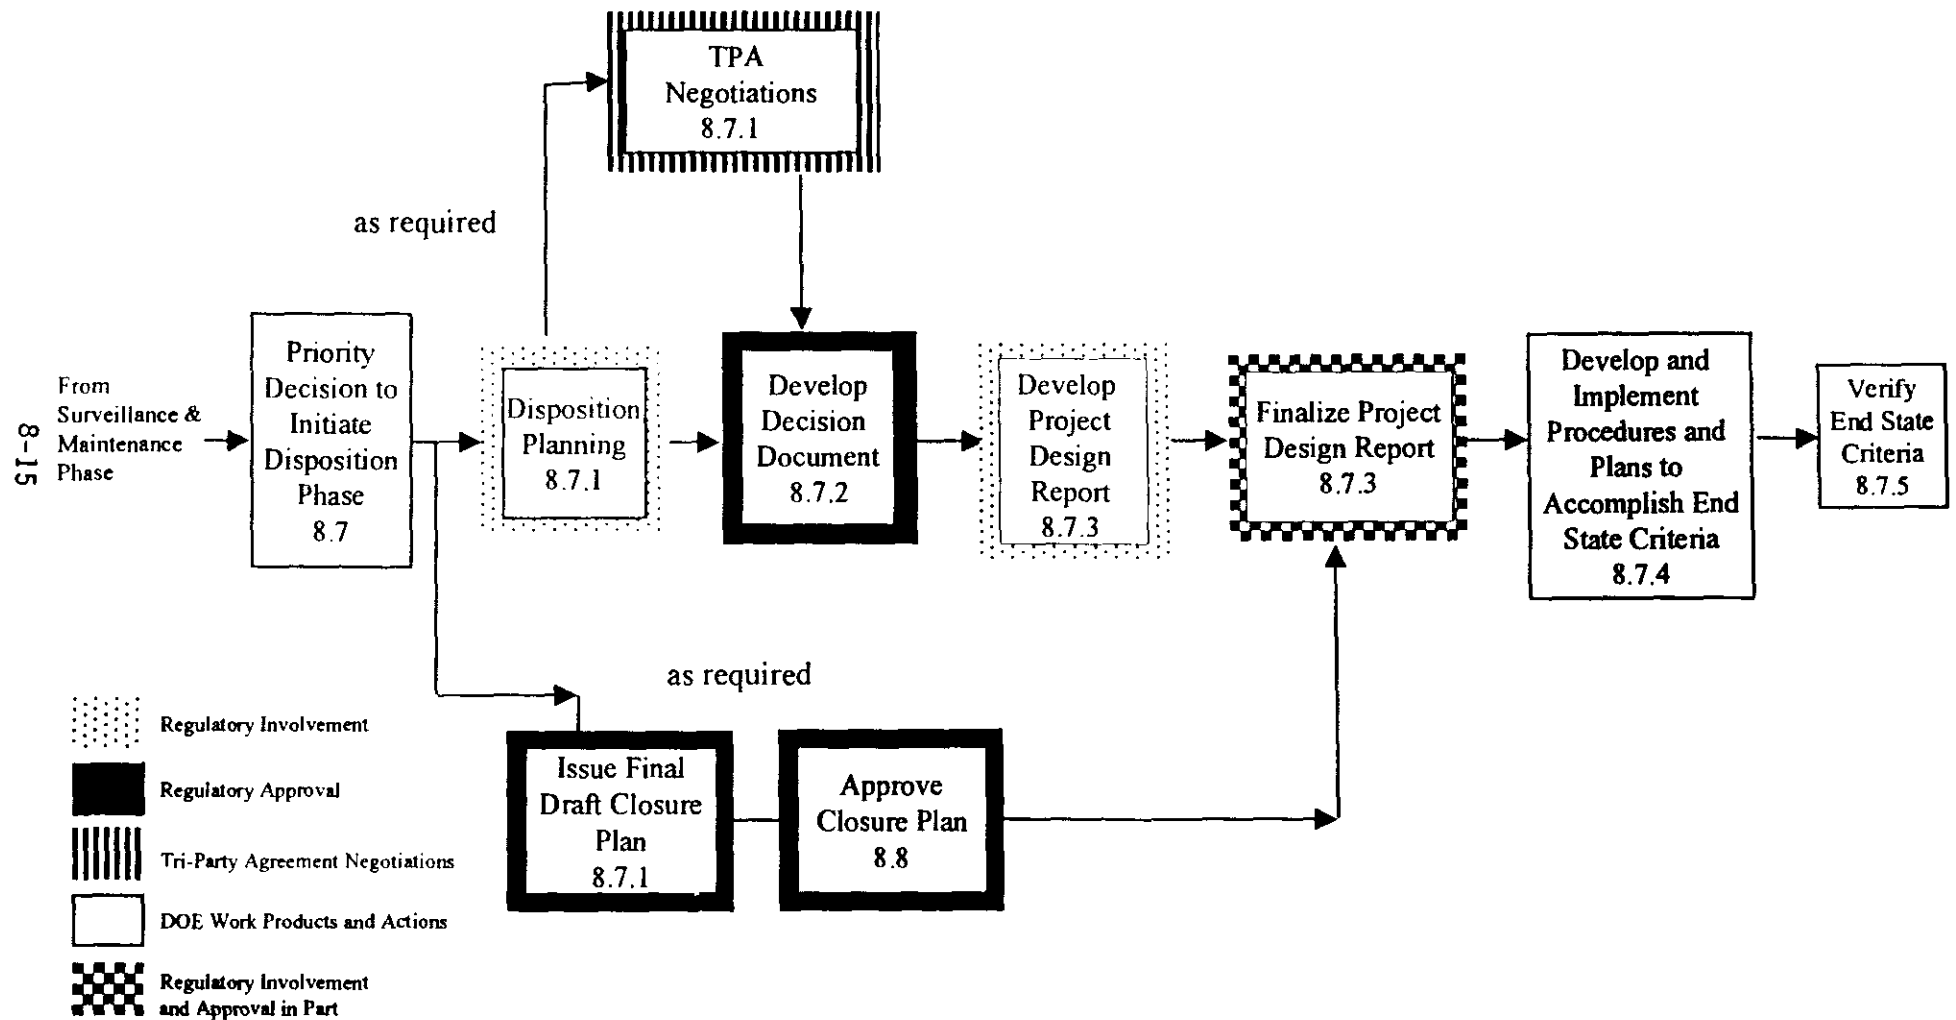 TPA
Negotiations
8.7.1
as required
From
Surveillance &
Maintenance
Phase
8-15
Priority
Decision to
Initiate
Disposition
Phase
8.7
Disposition
Planning
8.7.1
Develop
Decision
Document
8.7.2
Develop
Project
Design
Report
8.7.3
Finalize Project
Design Report
8.7.3
Develop and
Implement
Procedures and
Plans to
Accomplish End
State Criteria
8.7.4
Verify
End State
Criteria
8.7.5
as required
Issue Final
Draft Closure
Plan
8.7.1
Approve
Closure Plan
8.8
Regulatory Involvement
Regulatory Approval
Tri-Party Agreement Negotiations
DOE Work Products and Actions
Regulatory Involvement
and Approval in Part